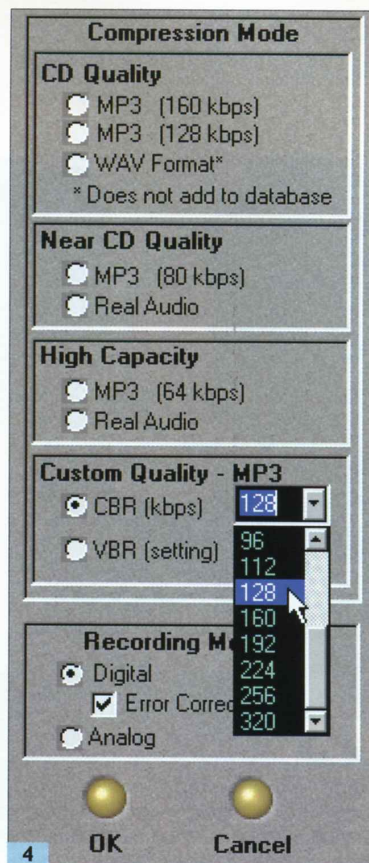 Compression Mode
CD Quality
MP3 (160 kbps)
MP3 (128 kbps)
WAV Format*
* Does not add to database
Near CD Quality
MP3 (80 kbps)
Real Audio
High Capacity
MP3 (64 kbps)
Real Audio
Custom Quality - MP3
CBR (kbps) 128
VBR (setting)
96
112
128
160
192
224
256
320
Recording M
Digital
Error Correc
Analog
OK Cancel
4